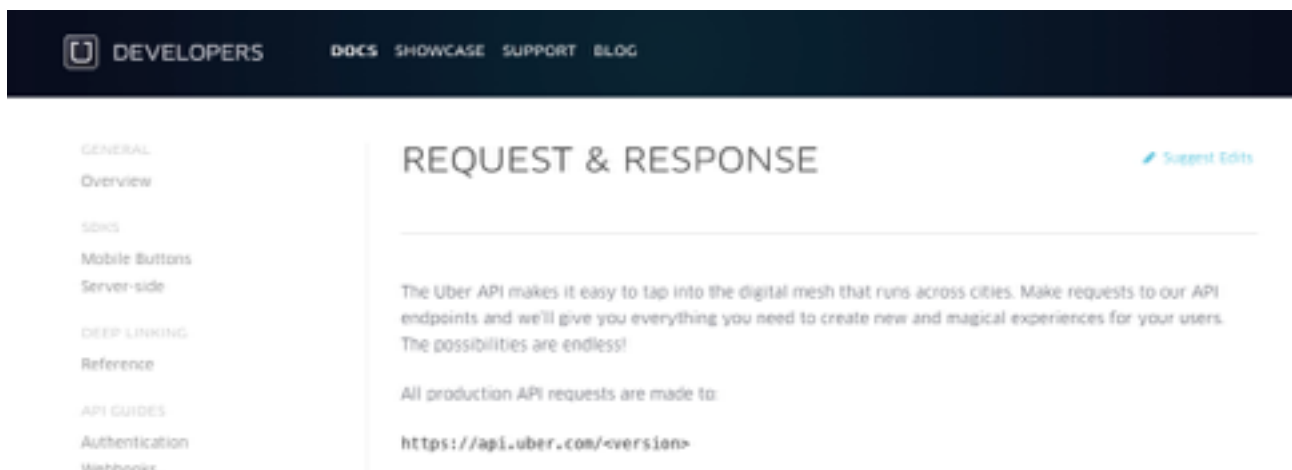 DEVELOPERS
DOCS SHOWCASE SUPPORT BLOG
GENERAL
Overview
SDKS
Mobile Buttons
Server-side
DEEP LINKING
Reference
API GUIDES
Authentication
Webhooks
REQUEST & RESPONSE
Suggest Edits
The Uber API makes it easy to tap into the digital mesh that runs across cities. Make requests to our API
endpoints and we'll give you everything you need to create new and magical experiences for your users.
The possibilities are endless!
All production API requests are made to:
https://api.uber.com/<version>